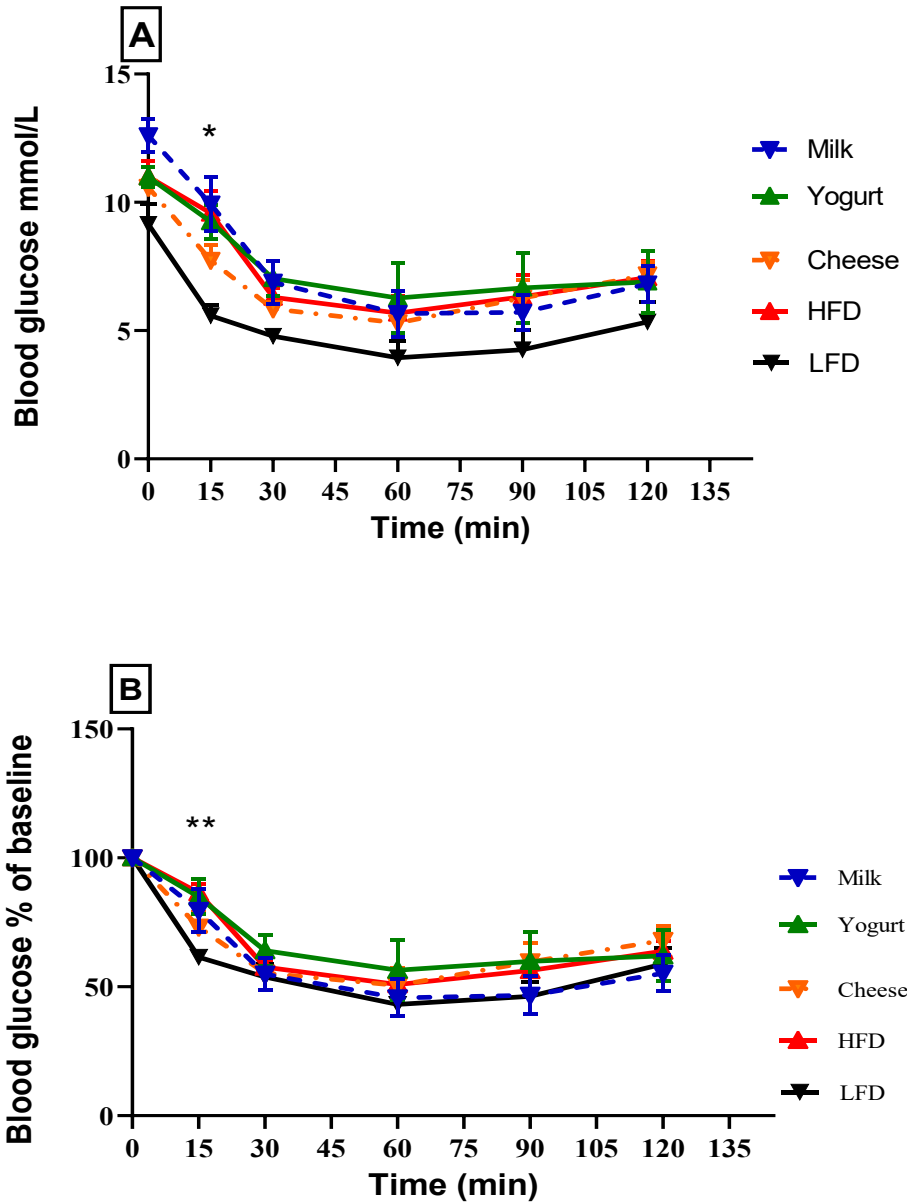 A
Blood glucose mmol/L
15
10
5
0
*
0 15 30 45 60 75 90 105 120 135
Time (min)
Milk
Yogurt
Cheese
HFD
LFD
B
Blood glucose % of baseline
150
100
50
0
**
0 15 30 45 60 75 90 105 120 135
Time (min)
Milk
Yogurt
Cheese
HFD
LFD